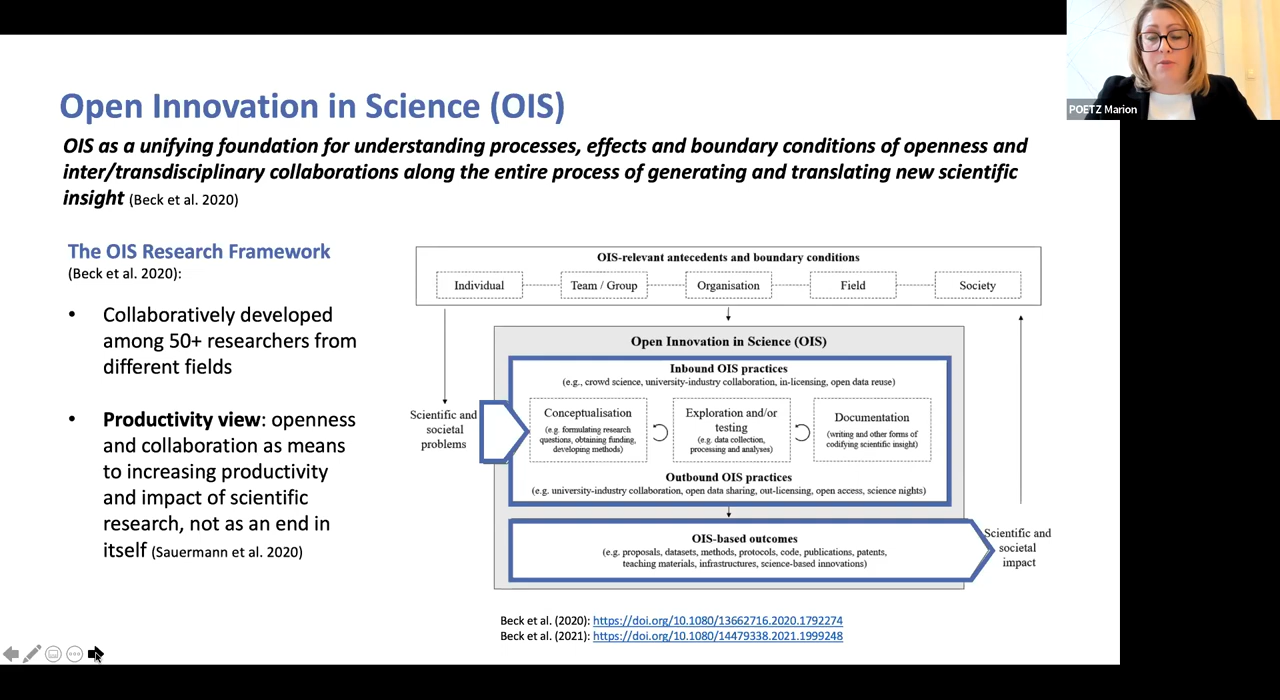 POETZ Marion
Open Innovation in Science (OIS)
OIS as a unifying foundation for understanding processes, effects and boundary conditions of openness and
inter/transdisciplinary collaborations along the entire process of generating and translating new scientific
insight (Beck et al. 2020)
The OIS Research Framework
(Beck et al. 2020):
• Collaboratively developed
among 50+ researchers from
different fields
• Productivity view: openness
and collaboration as means
to increasing productivity
and impact of scientific
research, not as an end in
itself (Sauermann et al. 2020)
OIS-relevant antecedents and boundary conditions
Individual
Team / Group
Organisation
Field
Society
Open Innovation in Science (OIS)
Inbound OIS practices
(e.g., crowd science, university-industry collaboration, in-licensing, open data reuse)
Scientific and
societal
problems
Conceptualisation
(e.g. formulating research
questions, obtaining funding,
developing methods)
Exploration and/or
testing
(e.g. data collection,
processing and analyses)
Documentation
(writing and other forms of
codifying scientific insight)
Outbound OIS practices
(e.g. university-industry collaboration, open data sharing, out-licensing, open access, science nights)
OIS-based outcomes
(e.g. proposals, datasets, methods, protocols, code, publications, patents,
teaching materials, infrastructures, science-based innovations)
Scientific and
societal
impact
Beck et al. (2020): https://doi.org/10.1080/13662716.2020.1792274
Beck et al. (2021): https://doi.org/10.1080/14479338.2021.1999248